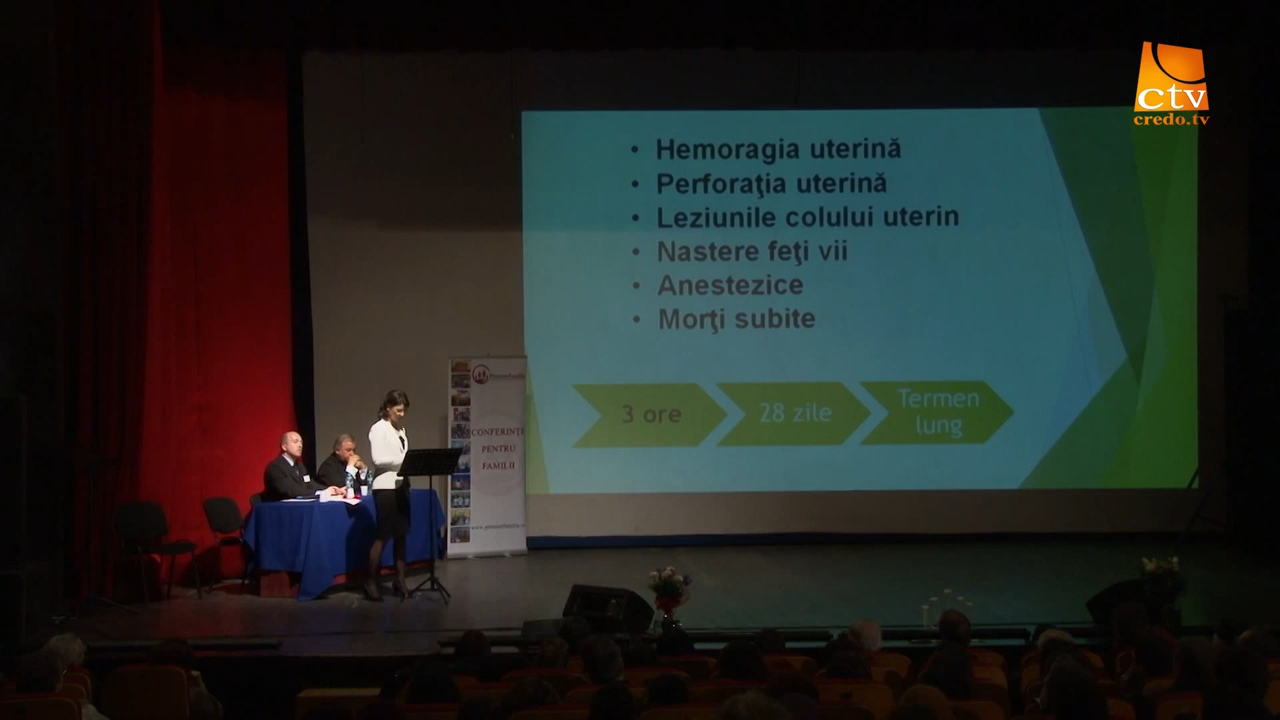 ctv
credo.tv
• Hemoragia uterină
• Perforaţia uterină
• Leziunile colului uterin
• Nastere feţi vii
• Anestezice
• Morţi subite
3 ore
28 zile
Termen
lung
CONFERINȚE
PENTRU
FAMILII